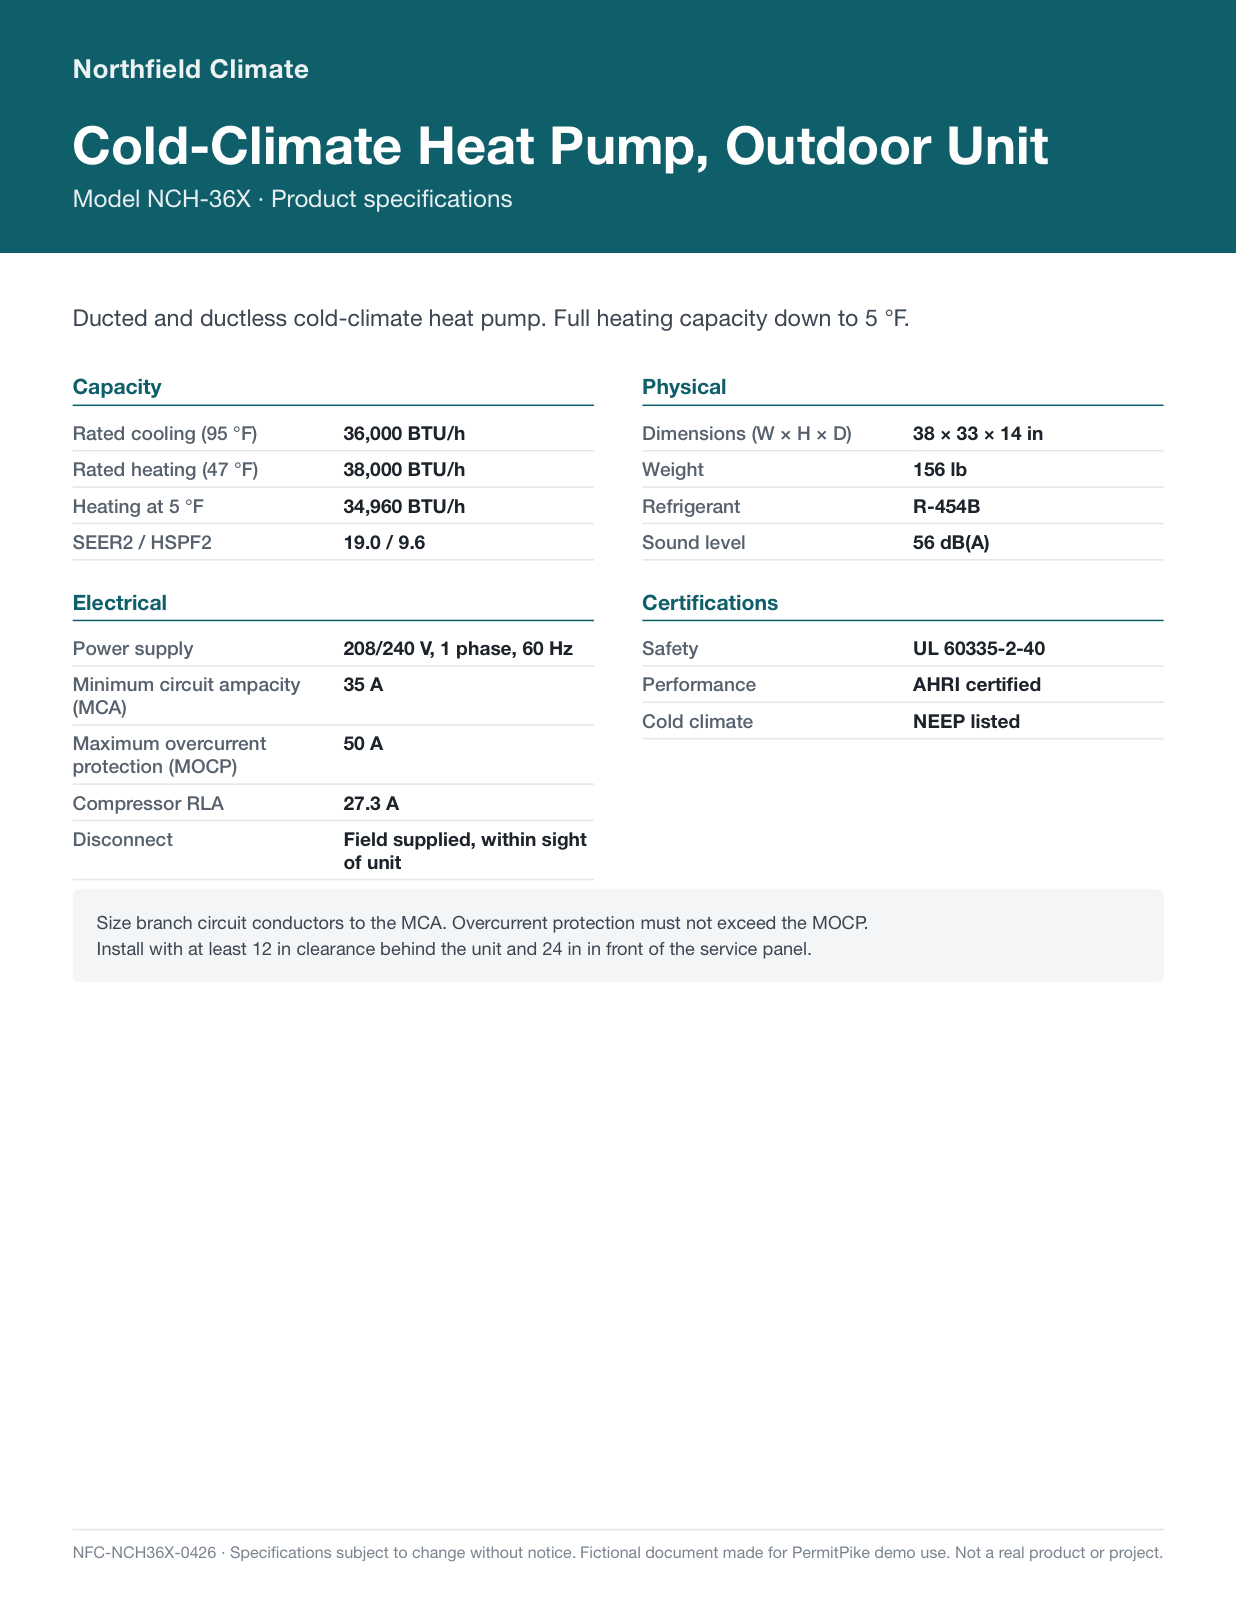 Northfield Climate
Cold-Climate Heat Pump, Outdoor Unit
Model NCH-36X · Product specifications
Ducted and ductless cold-climate heat pump. Full heating capacity down to 5 °F.
Capacity
Rated cooling (95 °F) 36,000 BTU/h
Rated heating (47 °F) 38,000 BTU/h
Heating at 5 °F 34,960 BTU/h
SEER2 / HSPF2 19.0 / 9.6
Physical
Dimensions (W × H × D) 38 × 33 × 14 in
Weight 156 lb
Refrigerant R-454B
Sound level 56 dB(A)
Electrical
Power supply 208/240 V, 1 phase, 60 Hz
Minimum circuit ampacity 35 A
(MCA)
Maximum overcurrent 50 A
protection (MOCP)
Compressor RLA 27.3 A
Disconnect Field supplied, within sight
of unit
Certifications
Safety UL 60335-2-40
Performance AHRI certified
Cold climate NEEP listed
Size branch circuit conductors to the MCA. Overcurrent protection must not exceed the MOCP.
Install with at least 12 in clearance behind the unit and 24 in in front of the service panel.
NFC-NCH36X-0426 · Specifications subject to change without notice. Fictional document made for PermitPike demo use. Not a real product or project.